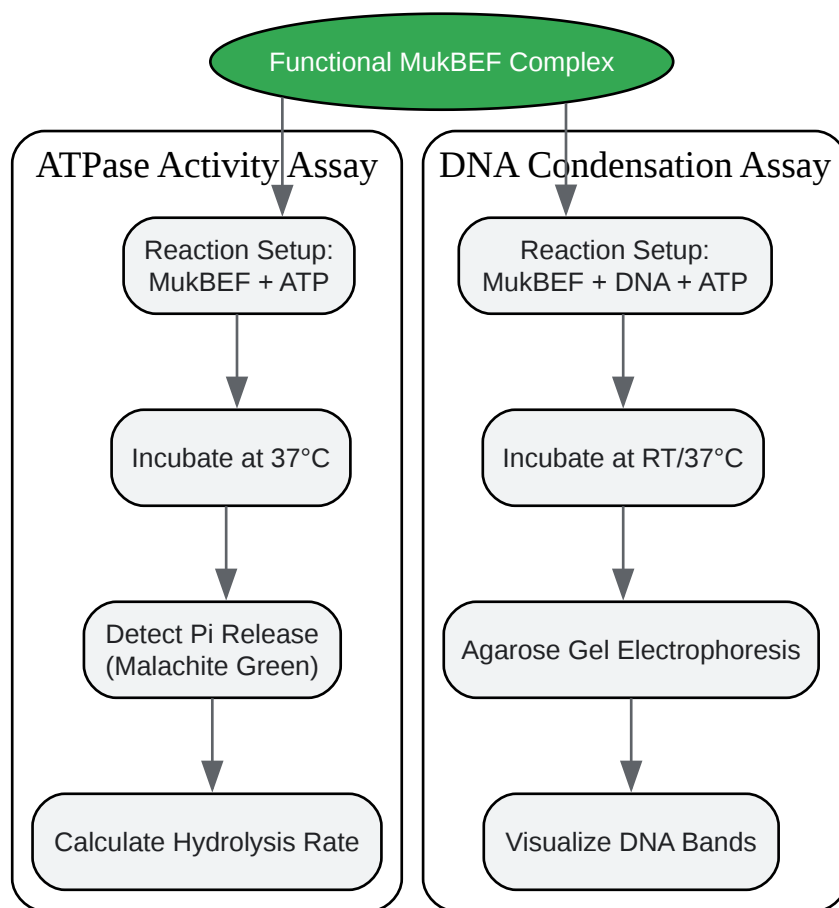 Functional MukBEF Complex
ATPase Activity Assay
Reaction Setup:
MukBEF + ATP
Incubate at 37°C
Detect Pi Release
(Malachite Green)
Calculate Hydrolysis Rate
DNA Condensation Assay
Reaction Setup:
MukBEF + DNA + ATP
Incubate at RT/37°C
Agarose Gel Electrophoresis
Visualize DNA Bands